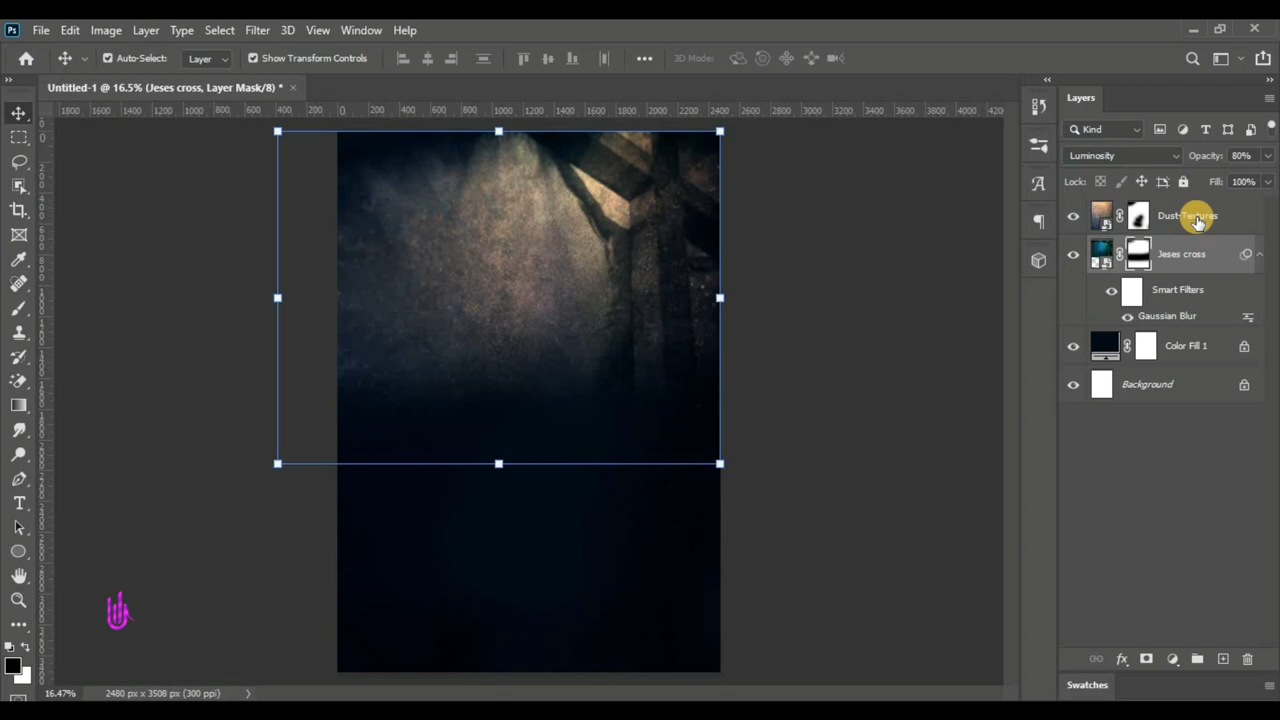 Ps File Edit Image Layer Type Select Filter 3D View Window Help
Auto-Select: Layer Show Transform Controls 3D Mode:
Untitled-1 @ 16.5% (Jeses cross, Layer Mask/8) *
1800 1600 1400 1200 1000 800 600 400 200 0 200 400 600 800 1000 1200 1400 1600 1800 2000 2200 2400 2600 2800 3000 3200 3400 3600 3800 4000 420
Layers
Kind
Luminosity Opacity: 80%
Lock: Fill: 100%
Dust-Textures
Jeses cross
Smart Filters
Gaussian Blur
Color Fill 1
Background
Swatches
16.47% 2480 px x 3508 px (300 ppi)